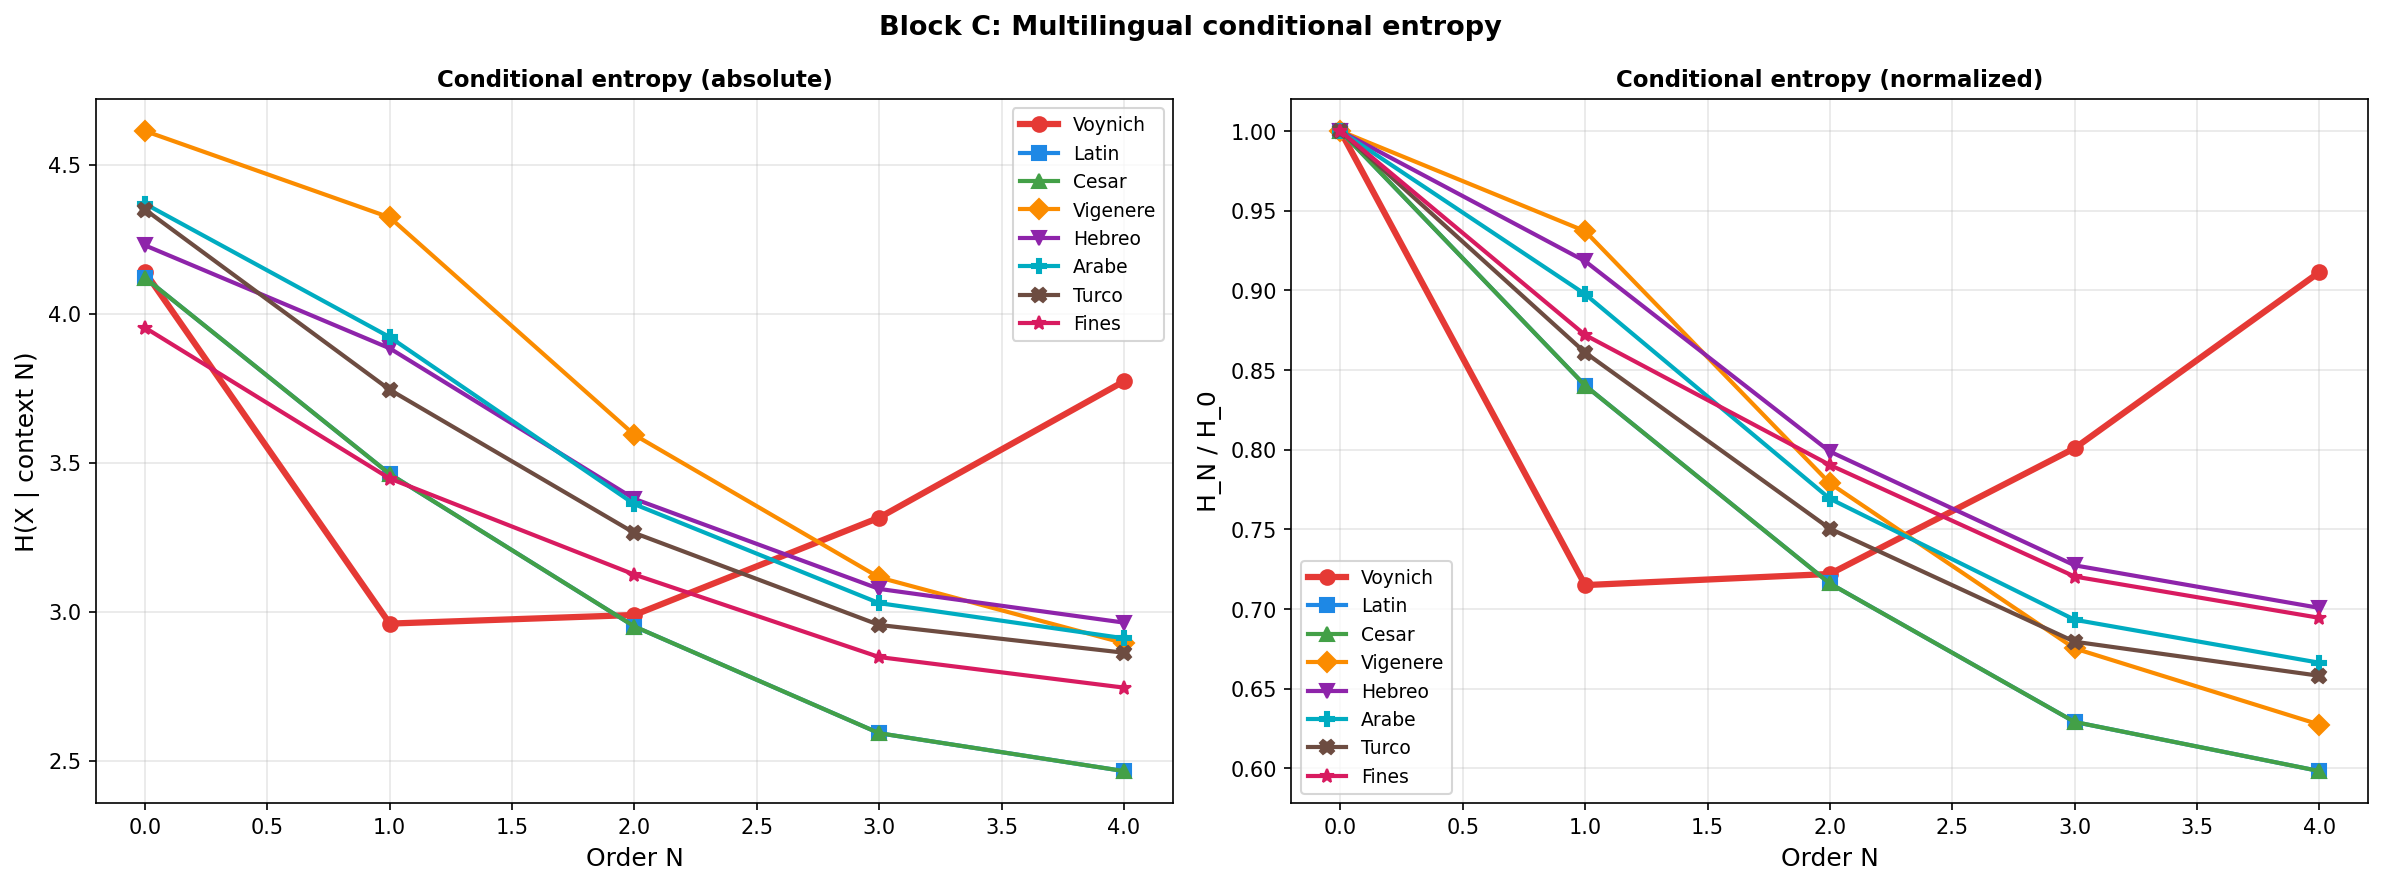 Block C: Multilingual conditional entropy
Conditional entropy (absolute)
H(X | context N)
4.5
4.0
3.5
3.0
2.5
Voynich
Latin
Cesar
Vigenere
Hebreo
Arabe
Turco
Fines
0.0 0.5 1.0 1.5 2.0 2.5 3.0 3.5 4.0
Order N
Conditional entropy (normalized)
H_N / H_0
1.00
0.95
0.90
0.85
0.80
0.75
0.70
0.65
0.60
Voynich
Latin
Cesar
Vigenere
Hebreo
Arabe
Turco
Fines
0.0 0.5 1.0 1.5 2.0 2.5 3.0 3.5 4.0
Order N